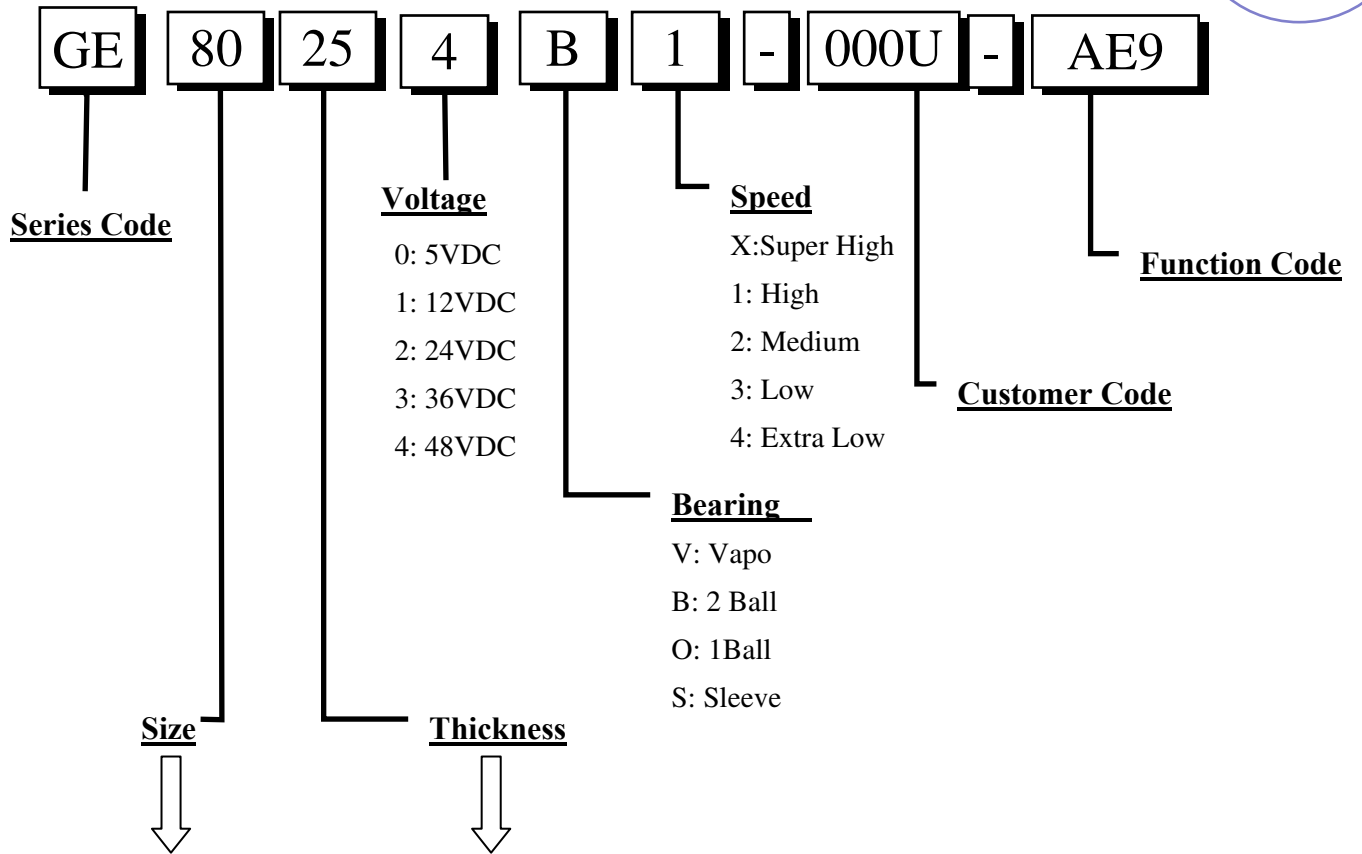 GE 80 25 4 B 1 - 000U - AE9
Series Code
Voltage
0: 5VDC
1: 12VDC
2: 24VDC
3: 36VDC
4: 48VDC
Speed
X:Super High
1: High
2: Medium
3: Low
4: Extra Low
Function Code
Customer Code
Bearing
V: Vapo
B: 2 Ball
O: 1Ball
S: Sleeve
Size
Thickness